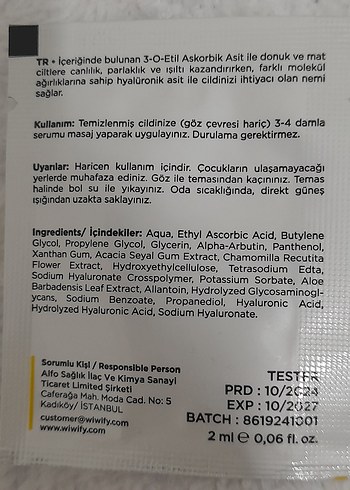 TR • İçeriğinde bulunan 3-O-Etil Askorbik Asit ile donuk ve mat
ciltlere canlılık, parlaklık ve ışıltı kazandırırken, farklı molekül
ağırlıklarına sahip hyalüronik asit ile cildinizi ihtiyacı olan nemi
sağlar.
Kullanım: Temizlenmiş cildinize (göz çevresi hariç) 3-4 damla
serumu masaj yaparak uygulayınız. Durulama gerektirmez.
Uyarılar: Haricen kullanım içindir. Çocukların ulaşamayacağı
yerlerde muhafaza ediniz. Göz ile temasından kaçınınız. Temas
halinde bol su ile yıkayınız. Oda sıcaklığında, direkt güneş
ışığından uzakta saklayınız.
Ingredients/ İçindekiler: Aqua, Ethyl Ascorbic Acid, Butylene
Glycol, Propylene Glycol, Glycerin, Alpha-Arbutin, Panthenol,
Xanthan Gum, Acacia Seyal Gum Extract, Chamomilla Recutita
Flower Extract, Hydroxyethylcellulose, Tetrasodium Edta,
Sodium Hyaluronate Crosspolymer, Potassium Sorbate, Aloe
Barbadensis Leaf Extract, Allantoin, Hydrolyzed Glycosaminogl-
ycans, Sodium Benzoate, Propanediol, Hyaluronic Acid,
Hydrolyzed Hyaluronic Acid, Sodium Hyaluronate.
Sorumlu Kişi / Responsible Person
Alfo Sağlık İlaç Ve Kimya Sanayi
Ticaret Limited Şirketi
Caferağa Mah. Moda Cad. No: 5
Kadıköy/ İSTANBUL
customer@wiwify.com
www.wiwify.com
TESTER
PRD : 10/2024
EXP : 10/2027
BATCH : 8619241001
2 ml e 0,06 fl. oz.